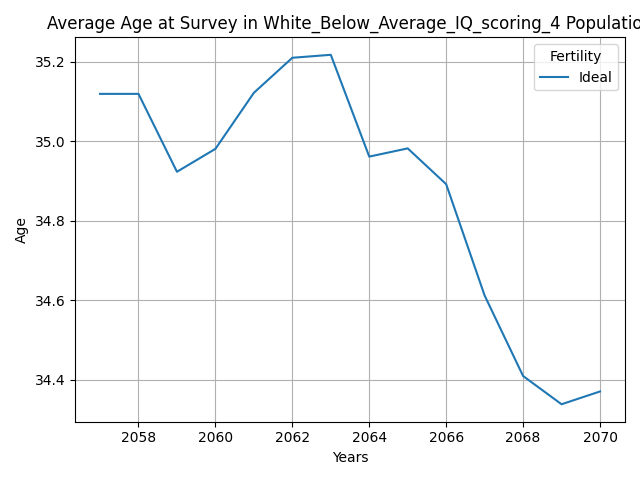 Average Age at Survey in White_Below_Average_IQ_scoring_4 Populatio
Fertility
Ideal
35.2
35.0
34.8
34.6
34.4
Age
2058 2060 2062 2064 2066 2068 2070
Years